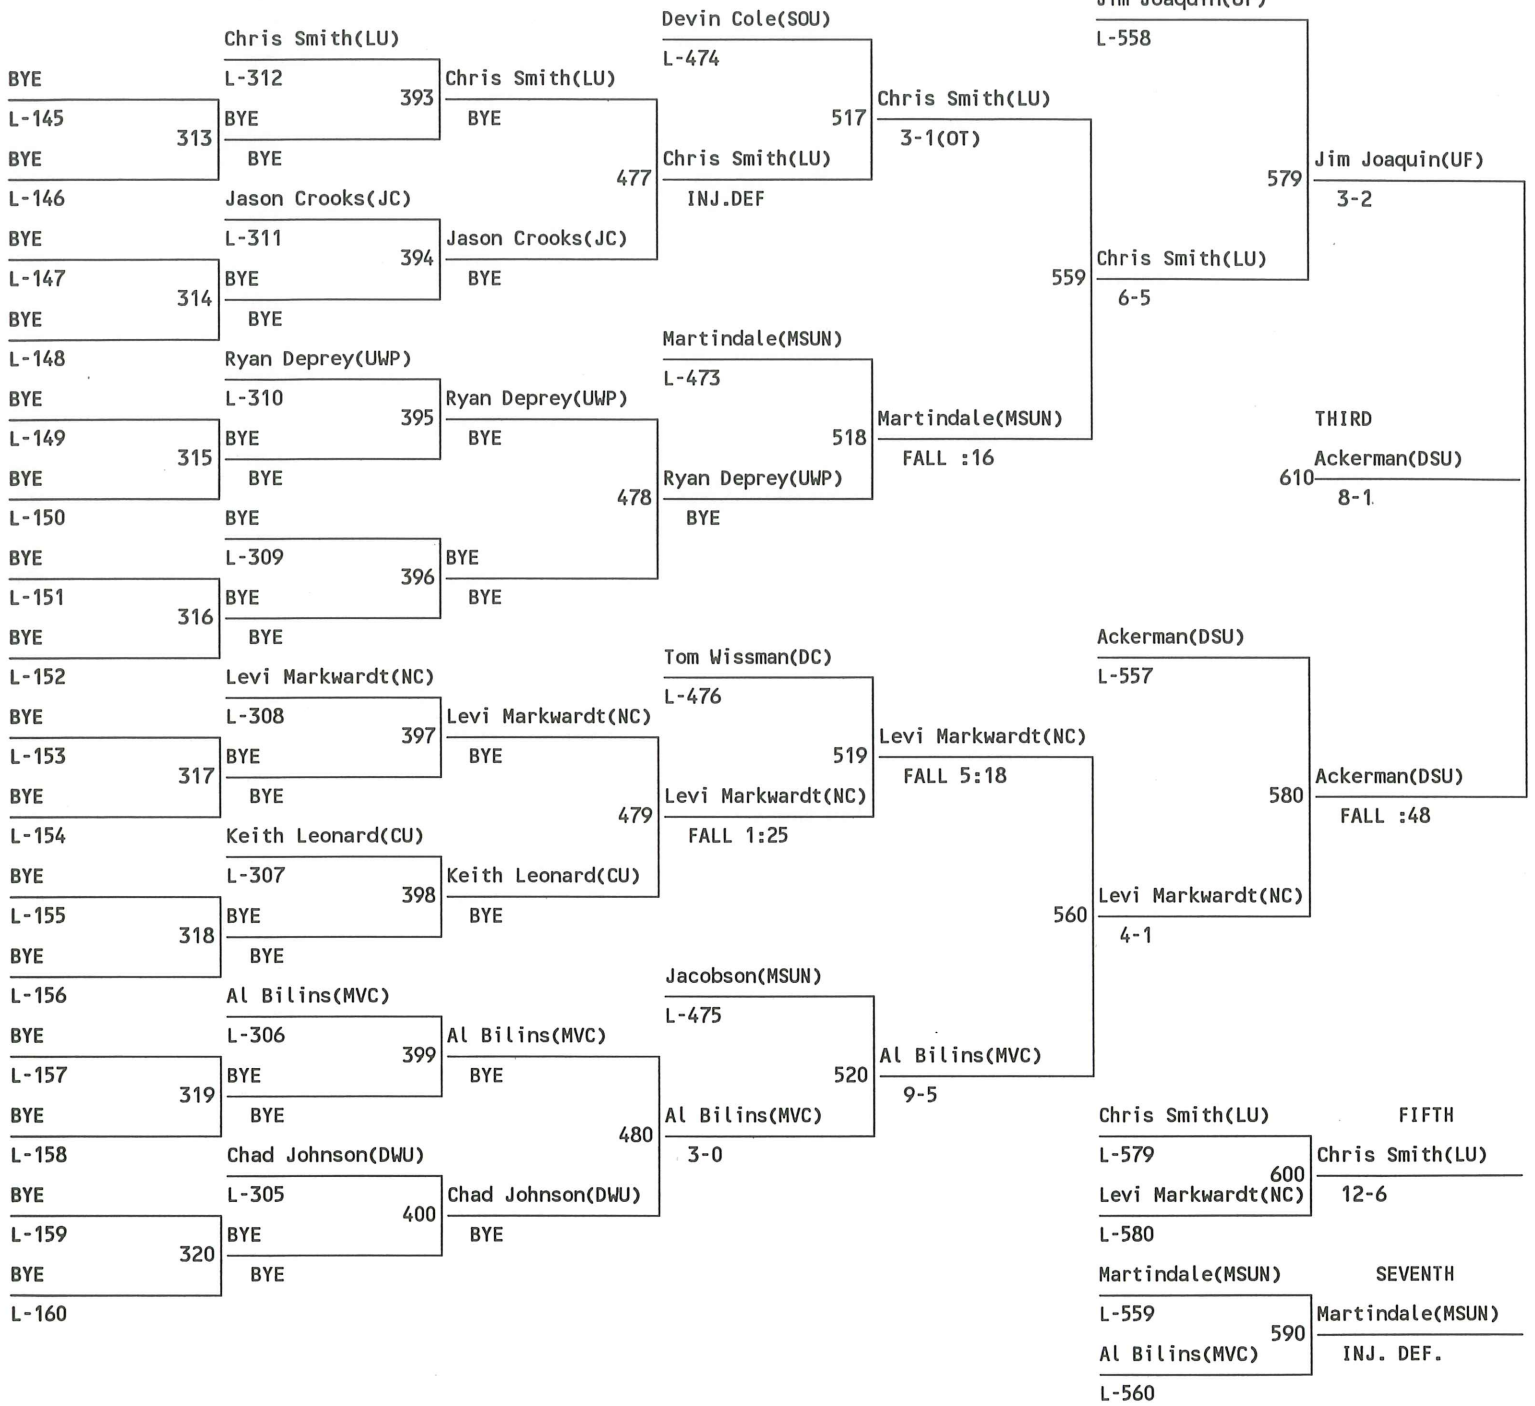 BYE
L-145
313
BYE
L-146
BYE
L-147
314
BYE
L-148
BYE
L-149
315
BYE
L-150
BYE
L-151
316
BYE
L-152
BYE
L-153
317
BYE
L-154
BYE
L-155
318
BYE
L-156
BYE
L-157
319
BYE
L-158
BYE
L-159
320
BYE
L-160
Chris Smith(LU)
L-312
393
BYE
BYE
Jason Crooks(JC)
L-311
394
BYE
BYE
Ryan Deprey(UWP)
L-310
395
BYE
BYE
BYE
L-309
396
BYE
BYE
Levi Markwardt(NC)
L-308
397
BYE
BYE
Keith Leonard(CU)
L-307
398
BYE
BYE
Al Bilins(MVC)
L-306
399
BYE
BYE
Chad Johnson(DWU)
L-305
400
BYE
BYE
Chris Smith(LU)
BYE
477
Jason Crooks(JC)
BYE
Ryan Deprey(UWP)
BYE
478
BYE
BYE
Levi Markwardt(NC)
BYE
479
Keith Leonard(CU)
BYE
Al Bilins(MVC)
BYE
480
Chad Johnson(DWU)
BYE
Devin Cole(SOU)
L-474
517
Chris Smith(LU)
INJ.DEF
Martindale(MSUN)
L-473
518
Ryan Deprey(UWP)
BYE
Tom Wissman(DC)
L-476
519
Levi Markwardt(NC)
FALL 1:25
Jacobson(MSUN)
L-475
520
Al Bilins(MVC)
3-0
Chris Smith(LU)
3-1(OT)
559
Martindale(MSUN)
FALL :16
Levi Markwardt(NC)
FALL 5:18
560
Al Bilins(MVC)
9-5
Jim Joaquin(UF)
L-558
579
Chris Smith(LU)
6-5
Ackerman(DSU)
L-557
580
Levi Markwardt(NC)
4-1
Jim Joaquin(UF)
3-2
THIRD
Ackerman(DSU)
610
8-1
Ackerman(DSU)
FALL :48
Chris Smith(LU)
FIFTH
L-579
Chris Smith(LU)
600
Levi Markwardt(NC)
12-6
L-580
Martindale(MSUN)
SEVENTH
L-559
Martindale(MSUN)
590
Al Bilins(MVC)
INJ. DEF.
L-560